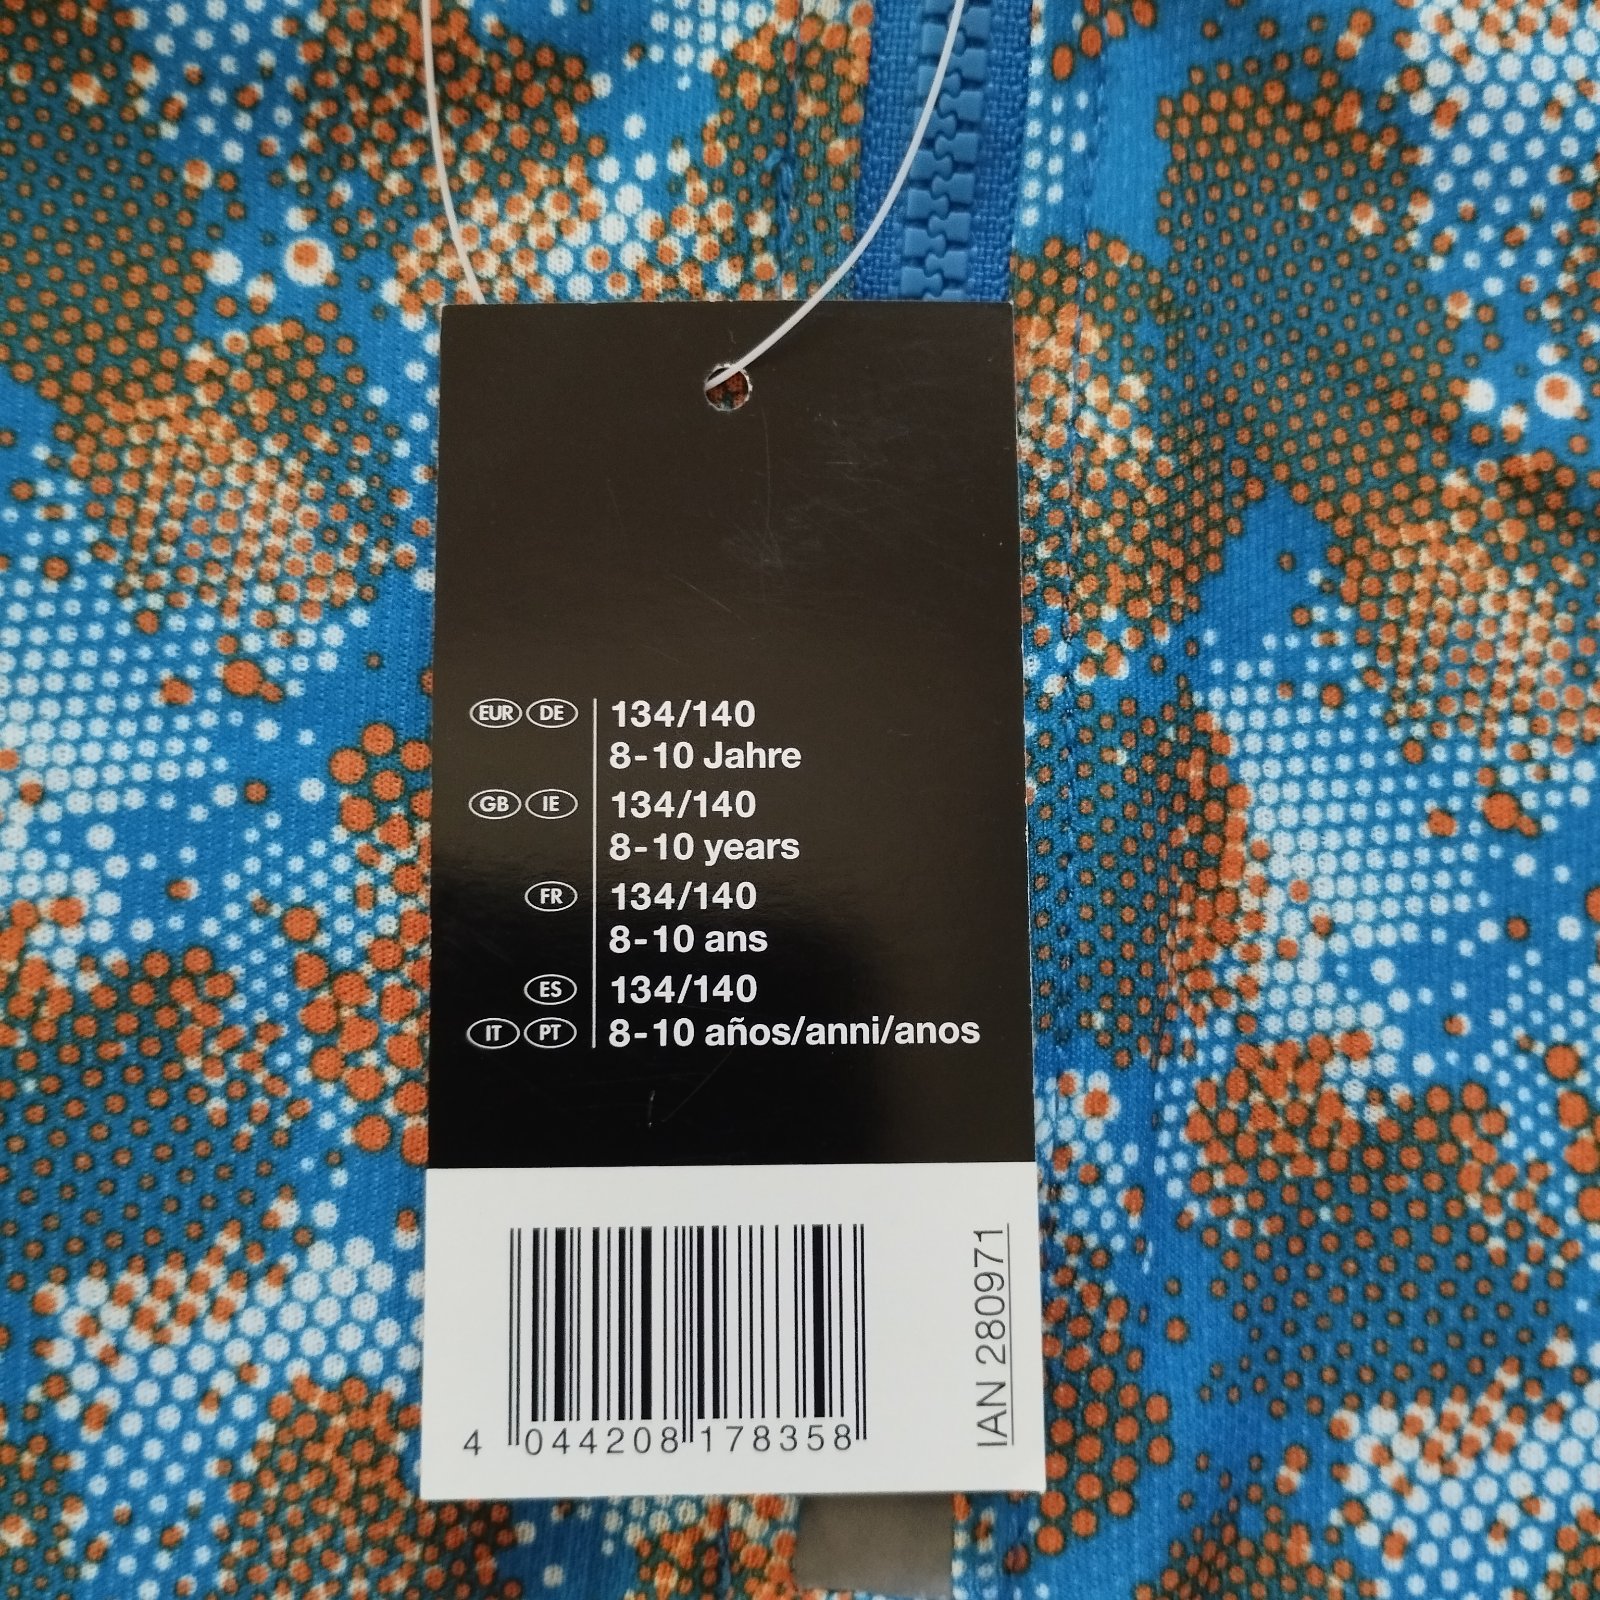 EUR DE 134/140
8-10 Jahre
GB IE 134/140
8-10 years
FR 134/140
8-10 ans
ES 134/140
IT PT 8-10 años/anni/anos
4 044208 178358
IAN 280971